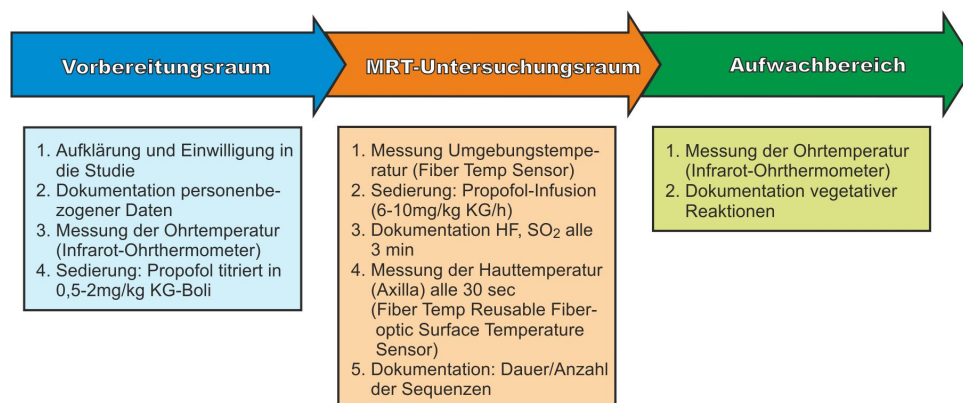 Vorbereitungsraum
MRT-Untersuchungsraum
Aufwachbereich
1. Aufklärung und Einwilligung in
die Studie
2. Dokumentation personenbe-
zogener Daten
3. Messung der Ohrtemperatur
(Infrarot-Ohrthermometer)
4. Sedierung: Propofol titriert in
0,5-2mg/kg KG-Boli
1. Messung Umgebungstempe-
ratur (Fiber Temp Sensor)
2. Sedierung: Propofol-Infusion
(6-10mg/kg KG/h)
3. Dokumentation HF, SO₂ alle
3 min
4. Messung der Hauttemperatur
(Axilla) alle 30 sec
(Fiber Temp Reusable Fiber-
optic Surface Temperature
Sensor)
5. Dokumentation: Dauer/Anzahl
der Sequenzen
1. Messung der Ohrtemperatur
(Infrarot-Ohrthermometer)
2. Dokumentation vegetativer
Reaktionen